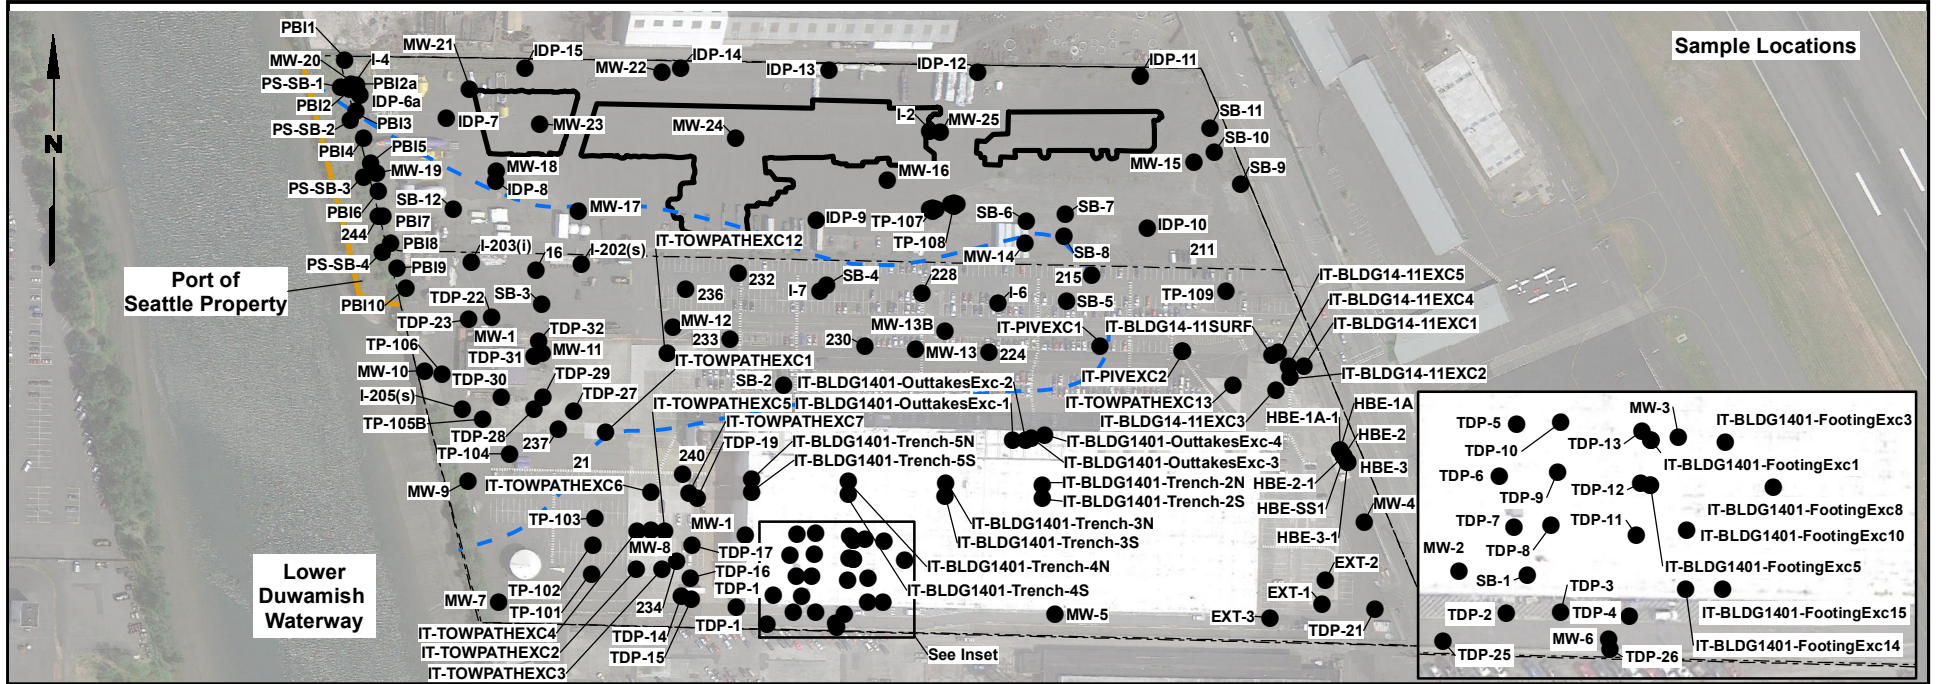 PBI1
MW-20
I-4
MW-21
IDP-15
MW-22
IDP-14
IDP-13
IDP-12
IDP-11
Sample Locations
PS-SB-1
PBI2a
PBI2
IDP-6a
PS-SB-2
PBI3
IDP-7
MW-23
MW-24
I-2
MW-25
SB-11
SB-10
N
PBI4
PBI5
MW-19
MW-18
IDP-8
MW-16
MW-15
SB-9
PS-SB-3
SB-12
PBI6
PBI7
MW-17
IDP-9
TP-107
TP-108
SB-6
SB-7
IDP-10
244
PBI8
I-203(i)
16
I-202(s)
IT-TOWPATHEXC12
MW-14
SB-8
211
PS-SB-4
PBI9
Port of
Seattle Property
PBI10
TDP-22
SB-3
236
232
I-7
SB-4
228
I-6
215
SB-5
TP-109
IT-BLDG14-11EXC5
IT-BLDG14-11EXC4
IT-BLDG14-11EXC1
TDP-23
MW-1
TDP-32
MW-12
233
230
MW-13B
IT-PIVEXC1
IT-BLDG14-11SURF
TP-106
TDP-31
MW-11
IT-TOWPATHEXC1
MW-13
224
MW-10
TDP-30
TDP-29
SB-2
IT-BLDG1401-OuttakesExc-2
IT-PIVEXC2
IT-BLDG14-11EXC2
I-205(s)
TDP-27
IT-TOWPATHEXC5
IT-BLDG1401-OuttakesExc-1
IT-TOWPATHEXC13
HBE-1A
TP-105B
TDP-28
IT-TOWPATHEXC7
IT-BLDG14-11EXC3
HBE-1A-1
237
TP-104
TDP-19
IT-BLDG1401-Trench-5N
IT-BLDG1401-OuttakesExc-4
HBE-2
21
240
IT-BLDG1401-Trench-5S
IT-BLDG1401-OuttakesExc-3
HBE-3
MW-9
IT-TOWPATHEXC6
IT-BLDG1401-Trench-2N
HBE-2-1
IT-BLDG1401-Trench-2S
HBE-SS1
MW-4
TP-103
MW-1
IT-BLDG1401-Trench-3N
HBE-3-1
IT-BLDG1401-Trench-3S
MW-8
TDP-17
IT-BLDG1401-Trench-4N
EXT-2
Lower
Duwamish
Waterway
TP-102
TDP-16
TDP-1
IT-BLDG1401-Trench-4S
EXT-1
MW-7
TP-101
234
MW-5
EXT-3
TDP-21
IT-TOWPATHEXC4
TDP-14
TDP-1
IT-TOWPATHEXC2
TDP-15
See Inset
IT-TOWPATHEXC3
TDP-5
TDP-10
MW-3
TDP-13
IT-BLDG1401-FootingExc3
IT-BLDG1401-FootingExc1
TDP-6
TDP-9
TDP-12
IT-BLDG1401-FootingExc8
TDP-7
TDP-11
IT-BLDG1401-FootingExc10
MW-2
TDP-8
IT-BLDG1401-FootingExc5
SB-1
TDP-3
TDP-2
TDP-4
IT-BLDG1401-FootingExc15
MW-6
IT-BLDG1401-FootingExc14
TDP-25
TDP-26